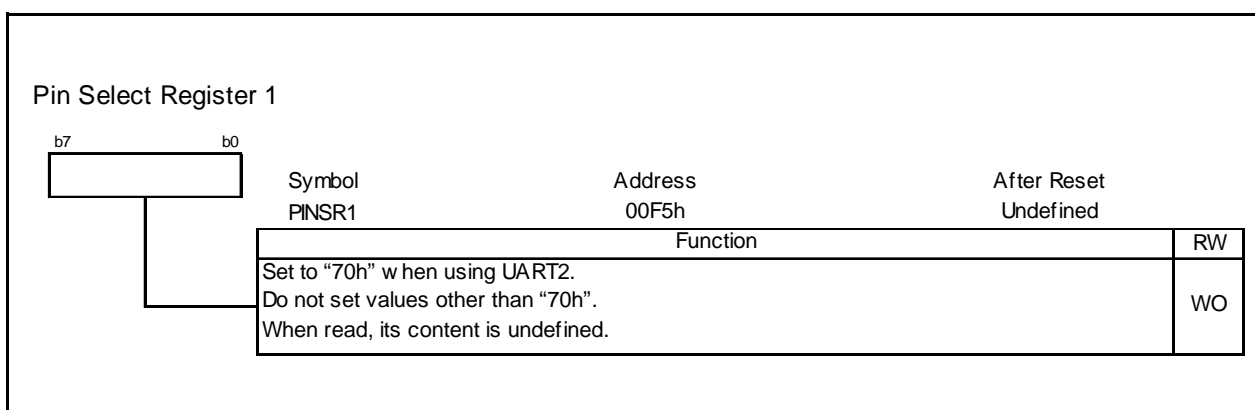 Pin Select Register 1
b7 b0
Symbol Address After Reset
PINSR1 00F5h Undefined
Function RW
Set to “70h” when using UART2.
Do not set values other than “70h”.
When read, its content is undefined.
WO